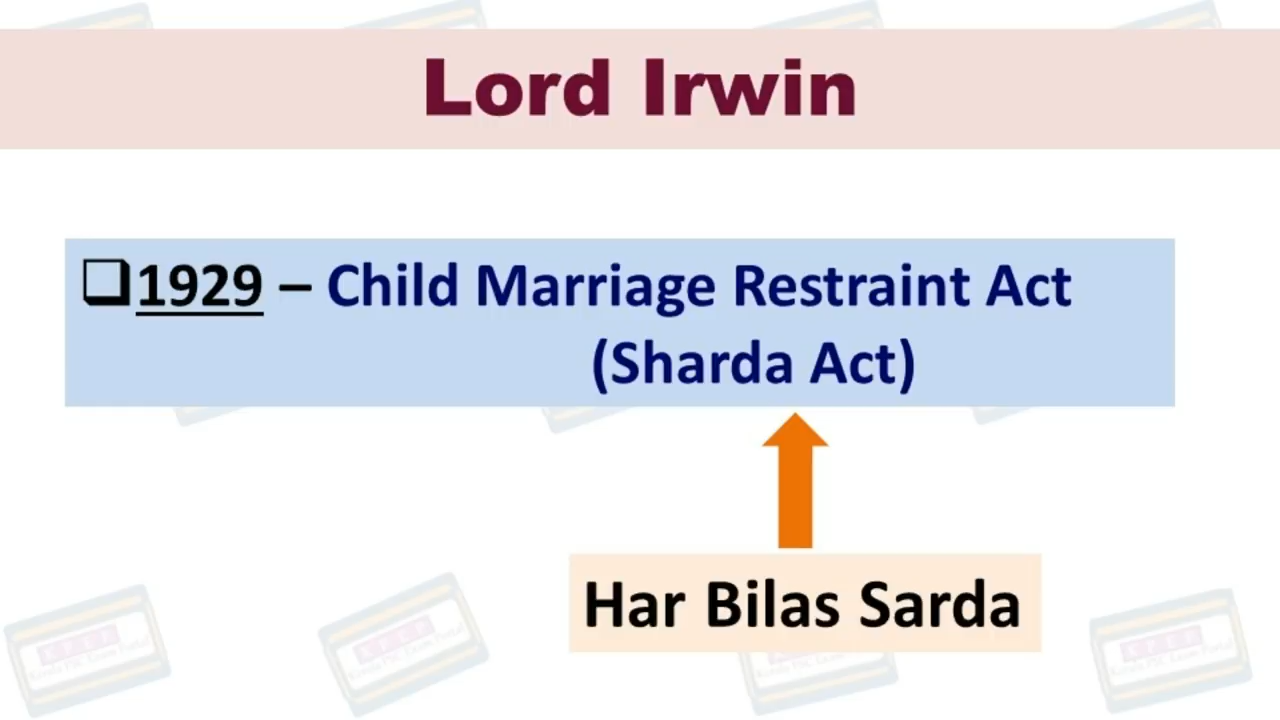 Lord Irwin
❑1929 – Child Marriage Restraint Act
(Sharda Act)
Har Bilas Sarda